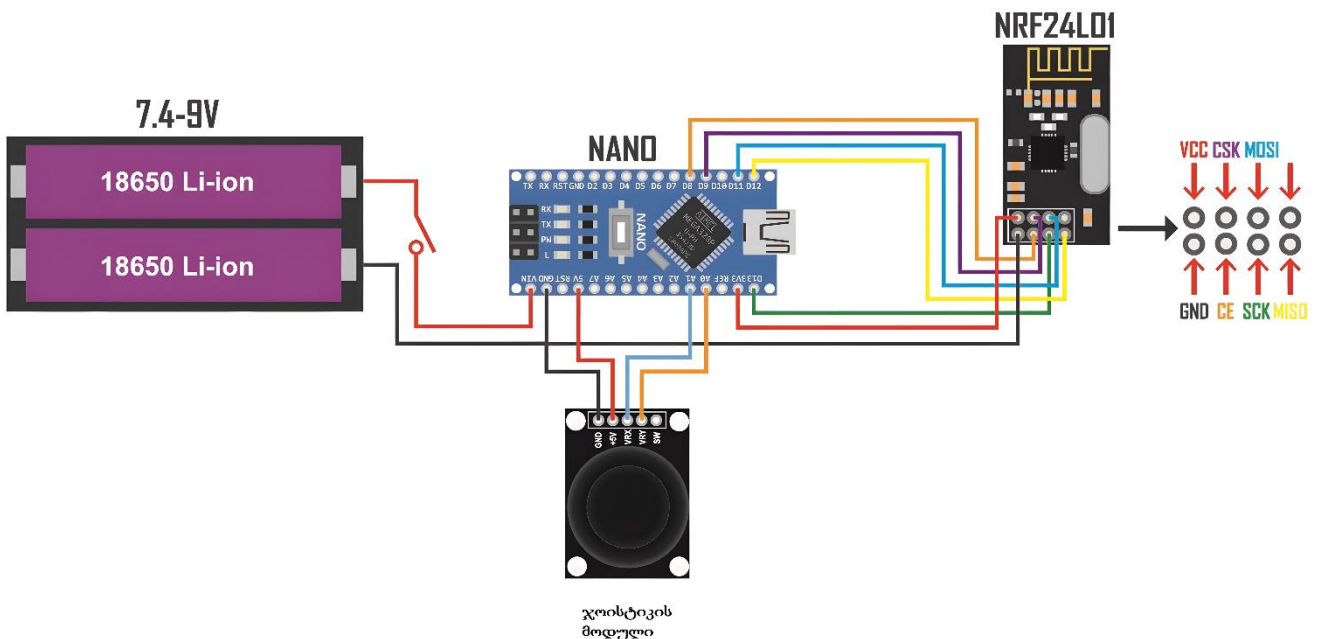 NRF24L01
7.4-9V
18650 Li-ion
18650 Li-ion
NANO
TX RX RST GND D2 D3 D4 D5 D6 D7 D8 D9 D10 D11 D12
RX
TX
PW
L
NANO
ATMEL
VIN GND RST 5V A7 A6 A5 A4 A3 A2 A1 A0 REF 3V3 D13
VCC CSK MOSI
GND CE SCK MISO
GND +5V VRX VRY SW
ჯოისტიკის
მოდული